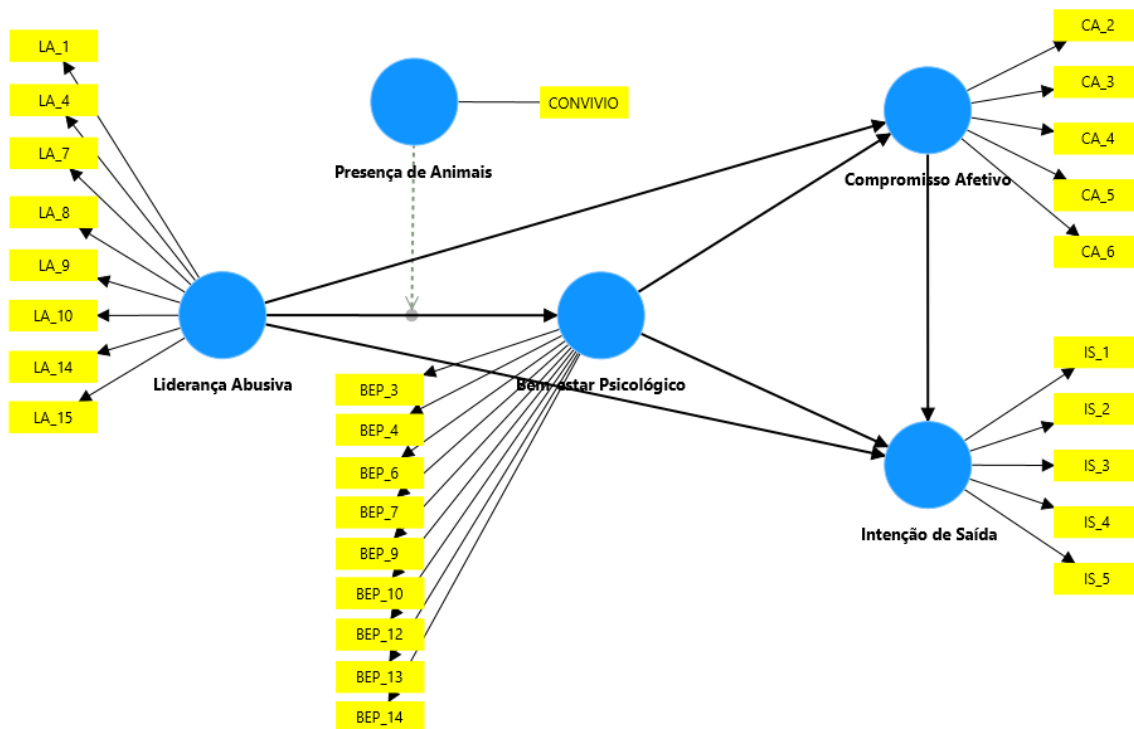 LA_1
LA_4
LA_7
LA_8
LA_9
LA_10
LA_14
LA_15
Liderança Abusiva
CONVIVIO
Presença de Animais
Bem-estar Psicológico
BEP_3
BEP_4
BEP_6
BEP_7
BEP_9
BEP_10
BEP_12
BEP_13
BEP_14
Compromisso Afetivo
CA_2
CA_3
CA_4
CA_5
CA_6
Intenção de Saída
IS_1
IS_2
IS_3
IS_4
IS_5